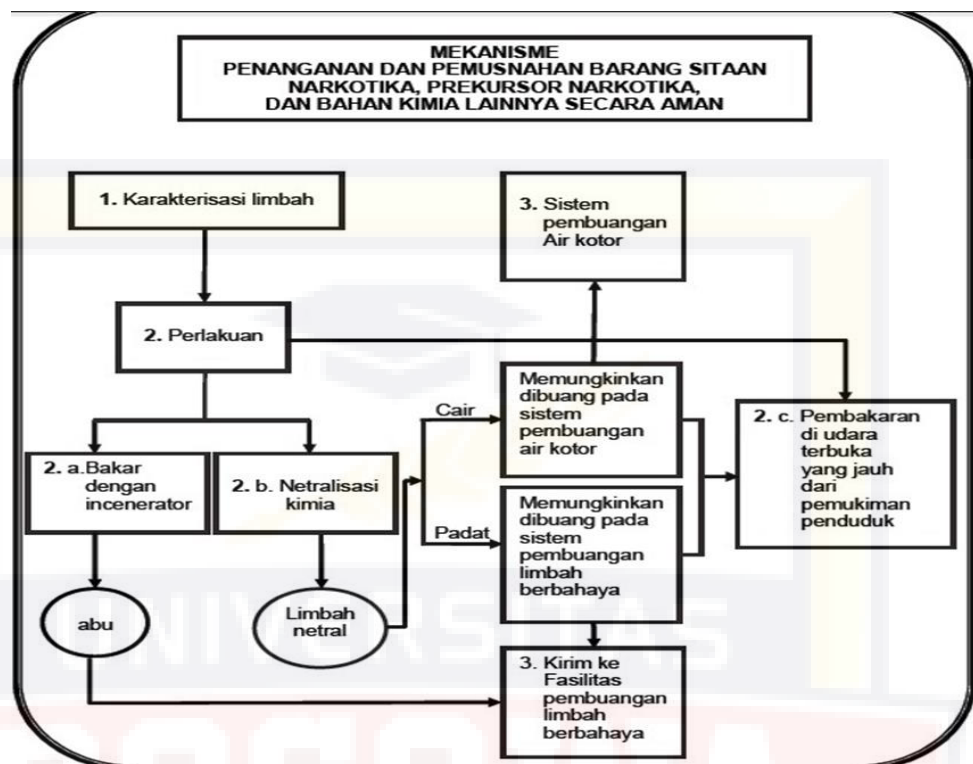 MEKANISME
PENANGANAN DAN PEMUSNAHAN BARANG SITAAN
NARKOTIKA, PREKURSOR NARKOTIKA,
DAN BAHAN KIMIA LAINNYA SECARA AMAN
1. Karakterisasi limbah
3. Sistem
pembuangan
Air kotor
2. Perlakuan
Memungkinkan
dibuang pada
sistem
pembuangan
air kotor
Cair
2. c. Pembakaran
di udara
terbuka
yang jauh
dari
pemukiman
penduduk
2. a.Bakar
dengan
incenerator
2. b. Netralisasi
kimia
Padat
Memungkinkan
dibuang pada
sistem
pembuangan
limbah
berbahaya
abu
Limbah
netral
3. Kirim ke
Fasilitas
pembuangan
limbah
berbahaya
UNIVERSITAS